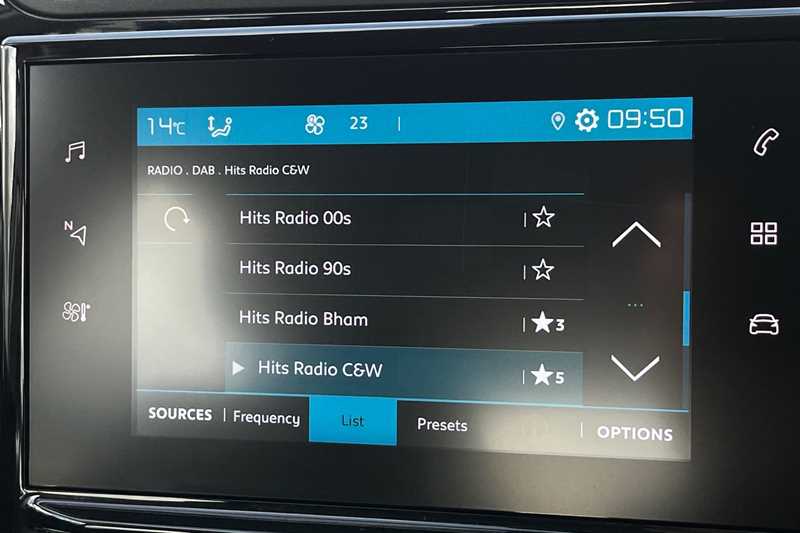 14°C 23 | 09:50
RADIO . DAB . Hits Radio C&W
Hits Radio 00s
Hits Radio 90s
Hits Radio Bham 3
Hits Radio C&W 5
SOURCES | Frequency List Presets | OPTIONS
N